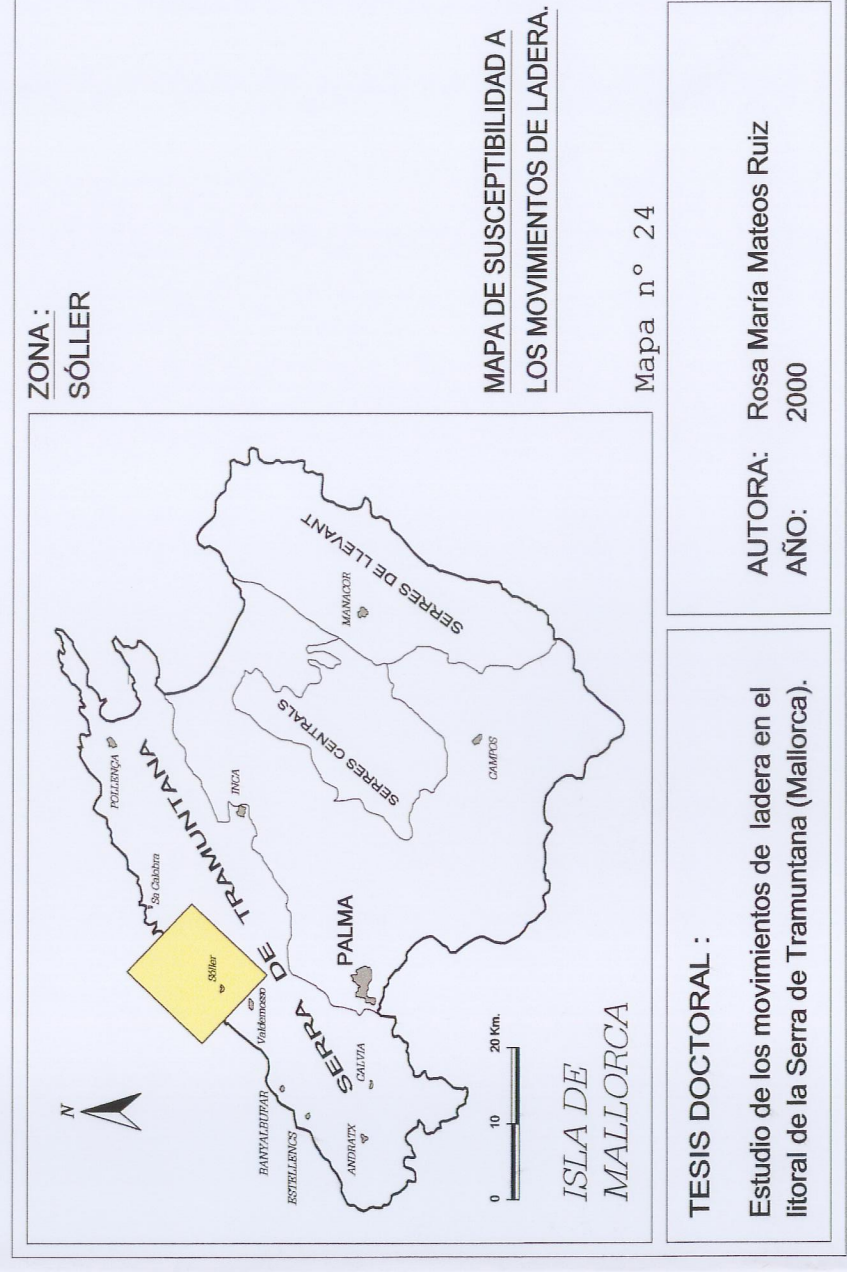 ZONA :
SÓLLER
MAPA DE SUSCEPTIBILIDAD A
LOS MOVIMIENTOS DE LADERA.
Mapa nº 24
N
POLLENÇA
Sa Calobra
SERRA DE TRAMUNTANA
INCA
Sóller
Valdemossa
BANYALBUFAR
ESTELLENCS
ANDRATX
CALVIA
PALMA
SERRES CENTRALS
MANACOR
SERRES DE LLEVANT
CAMPOS
0 10 20 Km.
ISLA DE
MALLORCA
TESIS DOCTORAL :
Estudio de los movimientos de ladera en el
litoral de la Serra de Tramuntana (Mallorca).
AUTORA: Rosa María Mateos Ruiz
AÑO: 2000